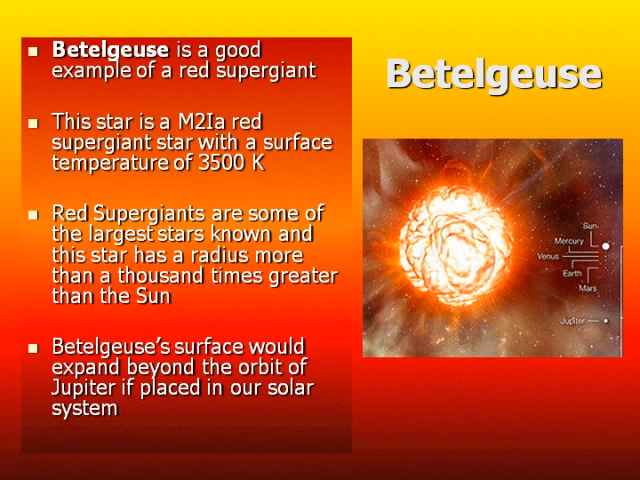 Betelgeuse
Betelgeuse is a good
example of a red supergiant
This star is a M2Ia red
supergiant star with a surface
temperature of 3500 K
Red Supergiants are some of
the largest stars known and
this star has a radius more
than a thousand times greater
than the Sun
Betelgeuse's surface would
expand beyond the orbit of
Jupiter if placed in our solar
system
Sun
Mercury
Venus
Earth
Mars
Jupiter